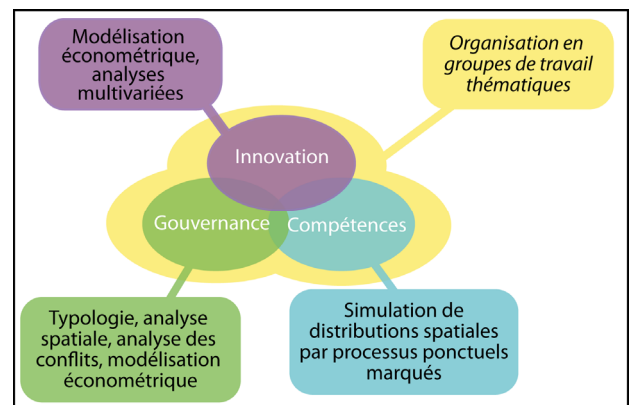 Modélisation
économétrique,
analyses
multivariées
Organisation en
groupes de travail
thématiques
Innovation
Gouvernance
Compétences
Typologie, analyse
spatiale, analyse des
conflits, modélisation
économétrique
Simulation de
distributions spatiales
par processus ponctuels
marqués